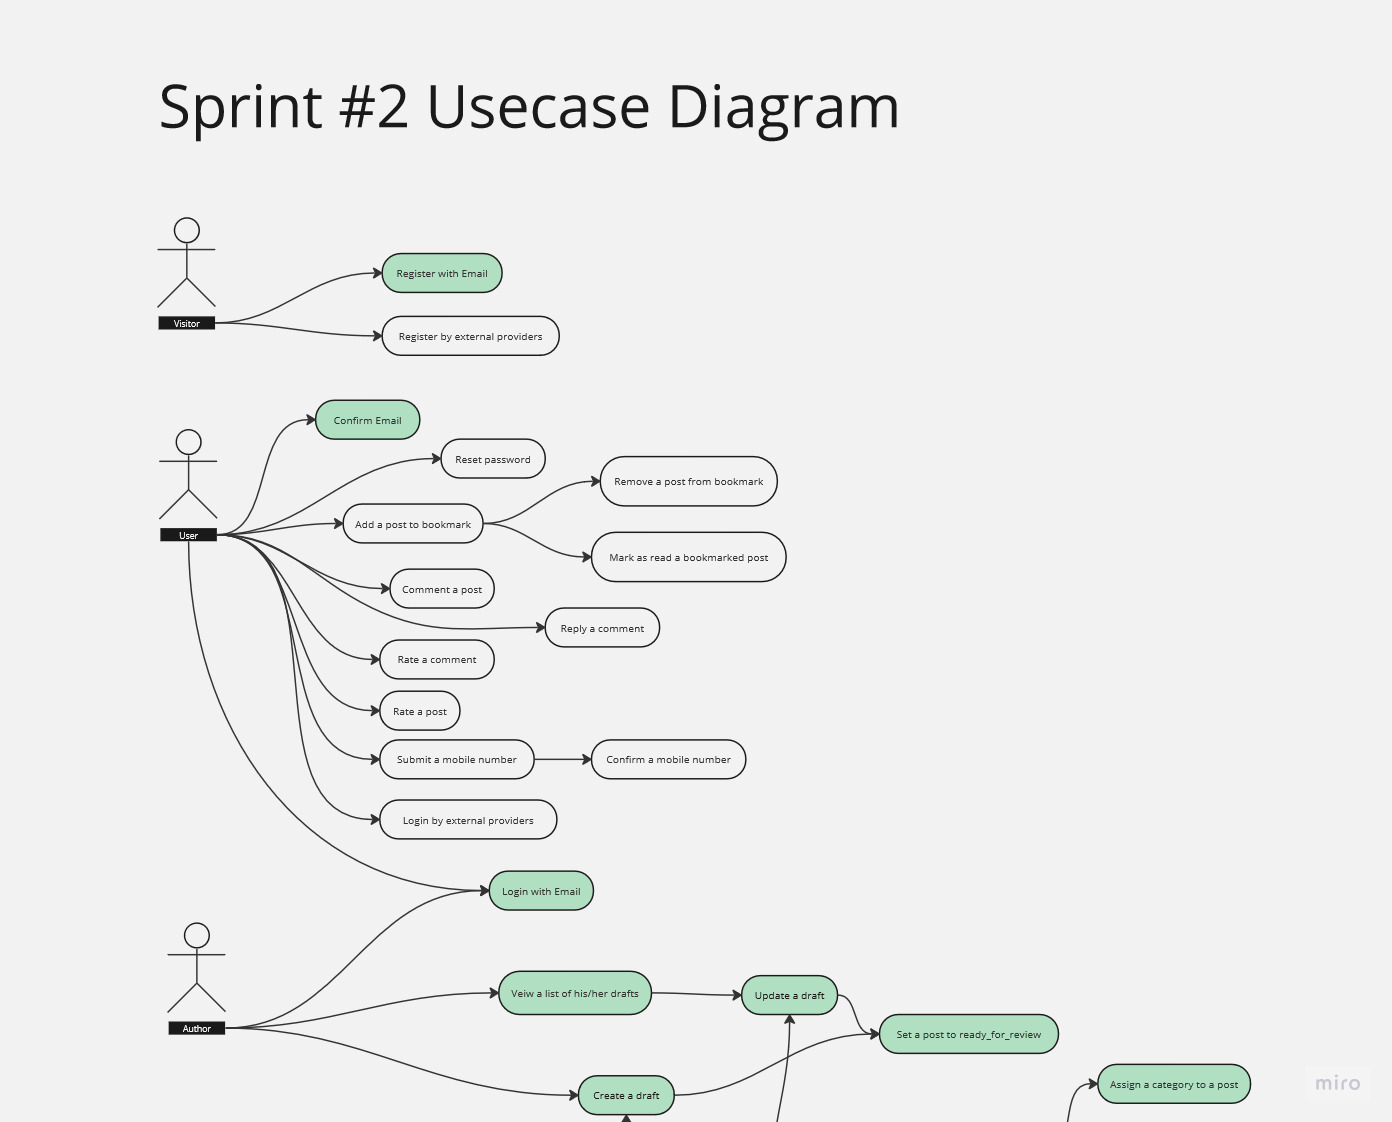 Sprint #2 Usecase Diagram
Visitor
Register with Email
Register by external providers
User
Confirm Email
Reset password
Add a post to bookmark
Remove a post from bookmark
Mark as read a bookmarked post
Comment a post
Reply a comment
Rate a comment
Rate a post
Submit a mobile number
Confirm a mobile number
Login by external providers
Login with Email
Author
Veiw a list of his/her drafts
Update a draft
Set a post to ready_for_review
Create a draft
Assign a category to a post
miro